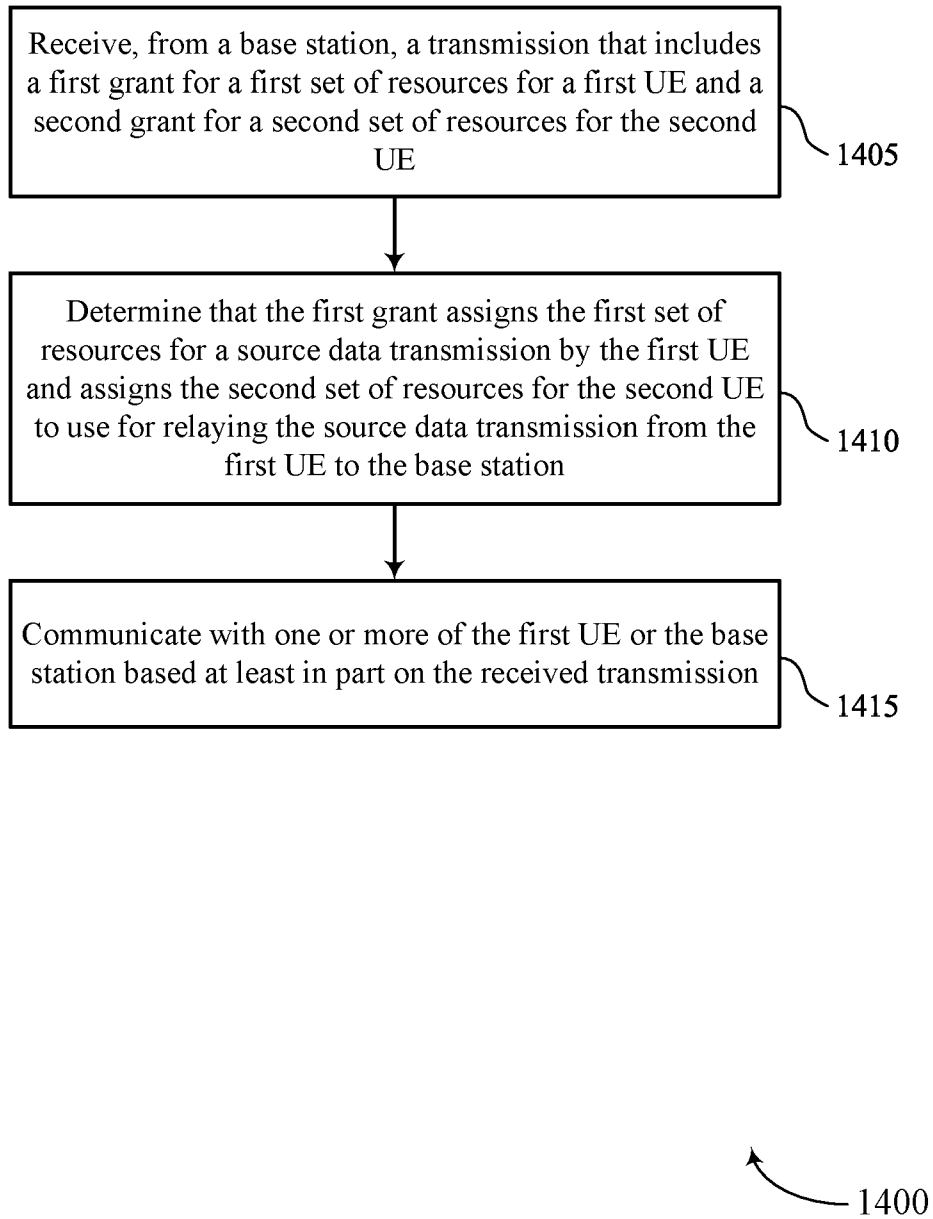 Receive, from a base station, a transmission that includes
a first grant for a first set of resources for a first UE and a
second grant for a second set of resources for the second
UE
1405
Determine that the first grant assigns the first set of
resources for a source data transmission by the first UE
and assigns the second set of resources for the second UE
to use for relaying the source data transmission from the
first UE to the base station
1410
Communicate with one or more of the first UE or the base
station based at least in part on the received transmission
1415
1400